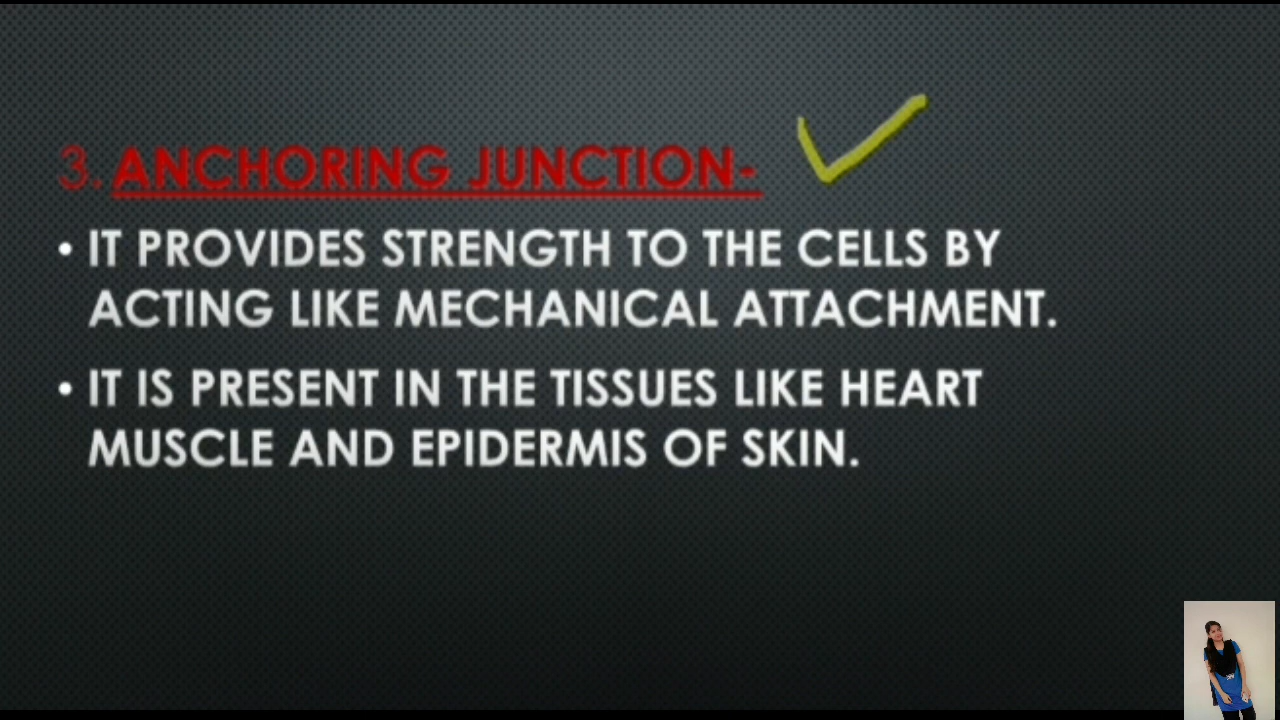 3. ANCHORING JUNCTION-
• IT PROVIDES STRENGTH TO THE CELLS BY
ACTING LIKE MECHANICAL ATTACHMENT.
• IT IS PRESENT IN THE TISSUES LIKE HEART
MUSCLE AND EPIDERMIS OF SKIN.